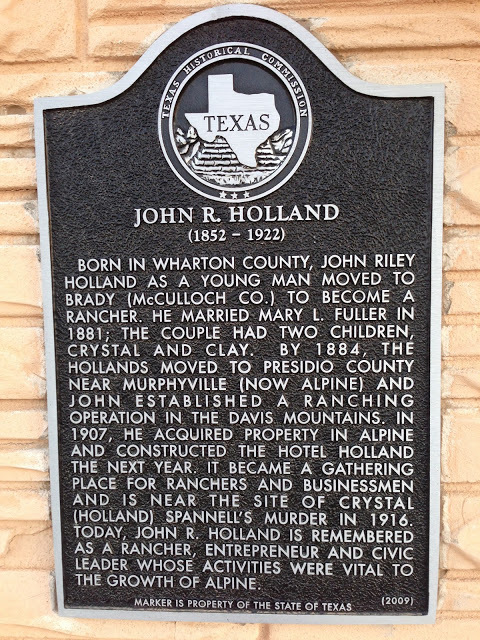 TEXAS HISTORICAL COMMISSION
TEXAS
JOHN R. HOLLAND
(1852 – 1922)
BORN IN WHARTON COUNTY, JOHN RILEY
HOLLAND AS A YOUNG MAN MOVED TO
BRADY (McCULLOCH CO.) TO BECOME A
RANCHER. HE MARRIED MARY L. FULLER IN
1881; THE COUPLE HAD TWO CHILDREN,
CRYSTAL AND CLAY. BY 1884, THE
HOLLANDS MOVED TO PRESIDIO COUNTY
NEAR MURPHYVILLE (NOW ALPINE) AND
JOHN ESTABLISHED A RANCHING
OPERATION IN THE DAVIS MOUNTAINS. IN
1907, HE ACQUIRED PROPERTY IN ALPINE
AND CONSTRUCTED THE HOTEL HOLLAND
THE NEXT YEAR. IT BECAME A GATHERING
PLACE FOR RANCHERS AND BUSINESSMEN
AND IS NEAR THE SITE OF CRYSTAL
(HOLLAND) SPANNELL'S MURDER IN 1916.
TODAY, JOHN R. HOLLAND IS REMEMBERED
AS A RANCHER, ENTREPRENEUR AND CIVIC
LEADER WHOSE ACTIVITIES WERE VITAL TO
THE GROWTH OF ALPINE.
MARKER IS PROPERTY OF THE STATE OF TEXAS (2009)